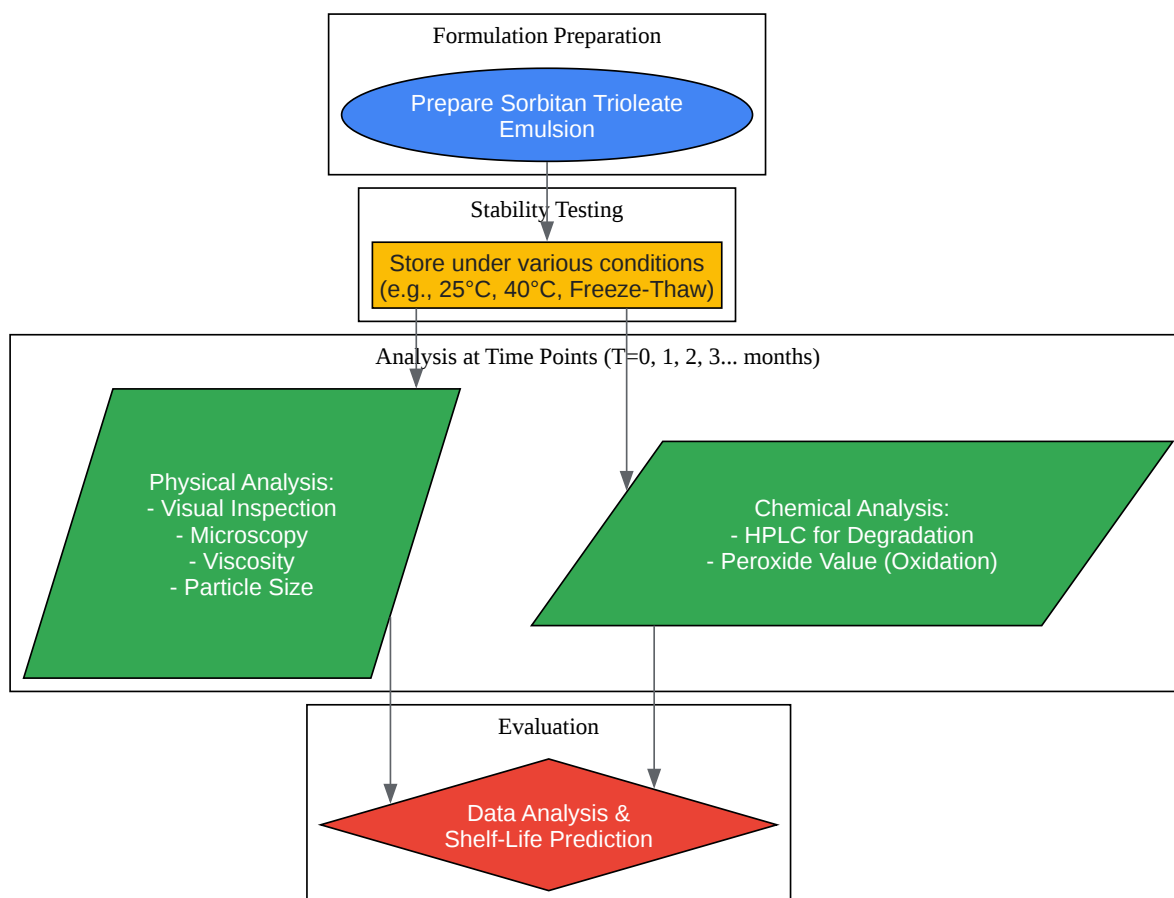 Formulation Preparation
Prepare Sorbitan Trioleate
Emulsion
Stability Testing
Store under various conditions
(e.g., 25°C, 40°C, Freeze-Thaw)
Analysis at Time Points (T=0, 1, 2, 3... months)
Physical Analysis:
- Visual Inspection
- Microscopy
- Viscosity
- Particle Size
Chemical Analysis:
- HPLC for Degradation
- Peroxide Value (Oxidation)
Evaluation
Data Analysis &
Shelf-Life Prediction